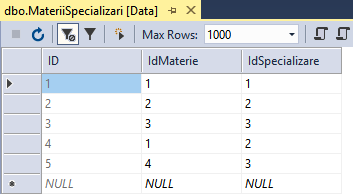 dbo.MateriiSpecializari [Data]
Max Rows: 1000
ID IdMaterie IdSpecializare
1 1 1
2 2 2
3 3 3
4 1 2
5 4 3
NULL NULL NULL